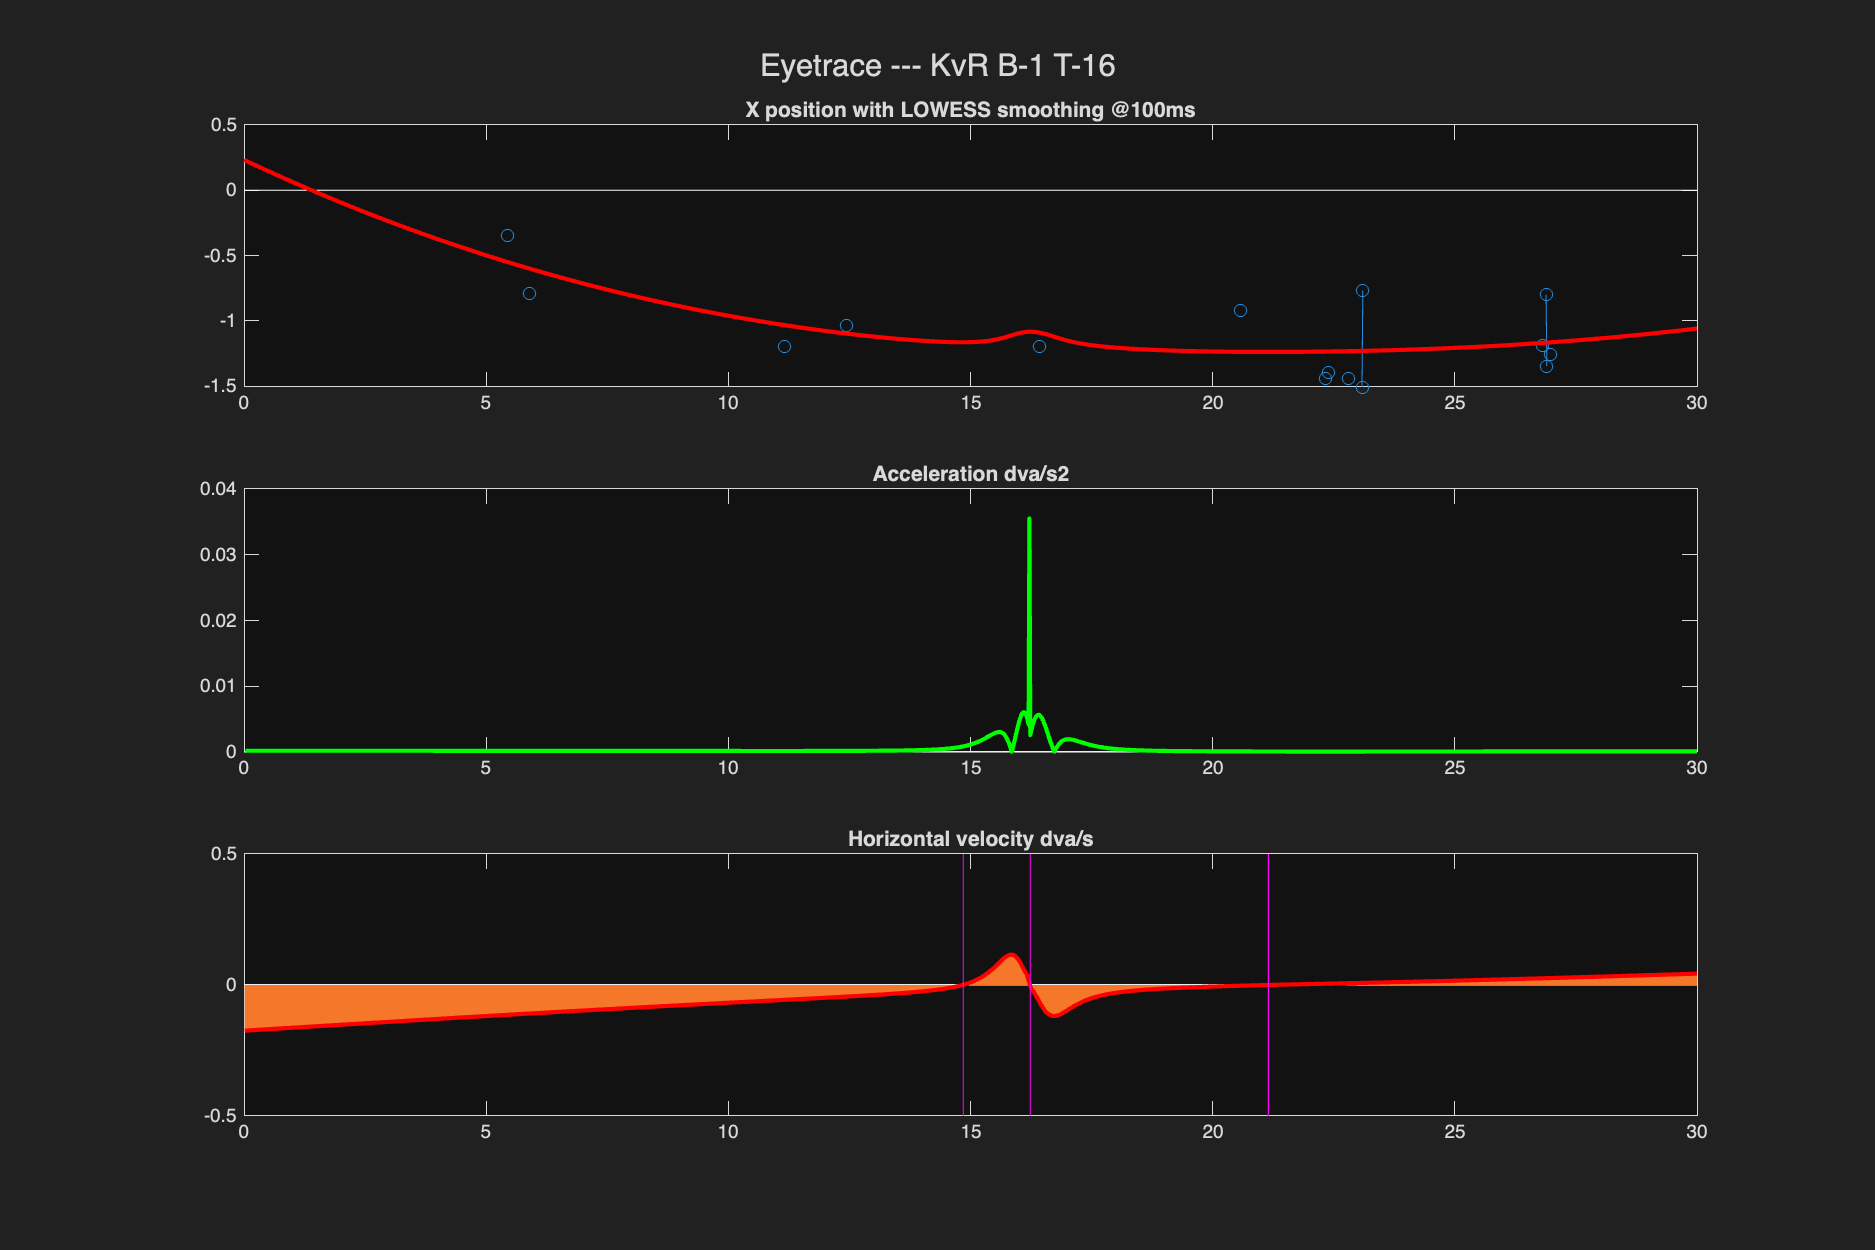 Eyetrace --- KvR B-1 T-16
X position with LOWESS smoothing @100ms
0.5
0
-0.5
-1
-1.5
0 5 10 15 20 25 30
Acceleration dva/s2
0.04
0.03
0.02
0.01
0
0 5 10 15 20 25 30
Horizontal velocity dva/s
0.5
0
-0.5
0 5 10 15 20 25 30